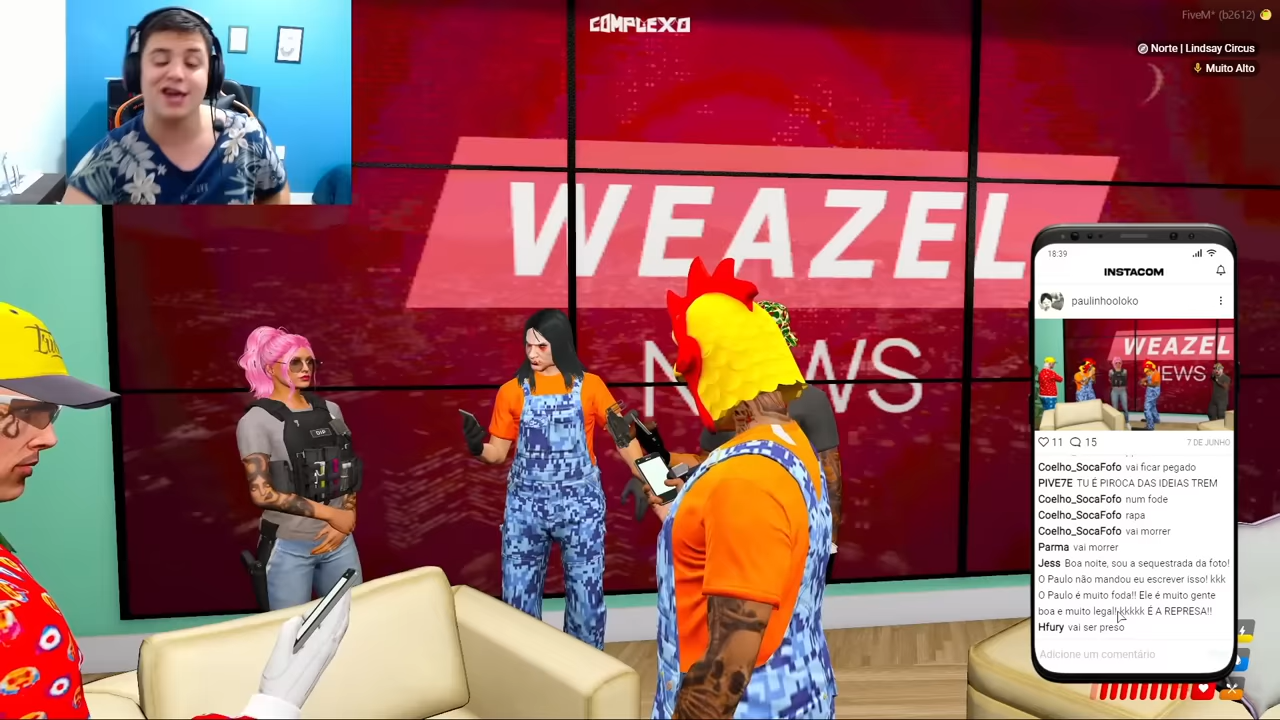 COMPLEXO
FiveM* (b2612)
Norte | Lindsay Circus
Muito Alto
WEAZEL
NEWS
DIP
18:39
INSTACOM
paulinhooloko
WEAZEL
NEWS
11 15 7 DE JUNHO
Coelho_SocaFofo vai ficar pegado
PIVE7E TU É PIROCA DAS IDEIAS TREM
Coelho_SocaFofo num fode
Coelho_SocaFofo rapa
Coelho_SocaFofo vai morrer
Parma vai morrer
Jess Boa noite, sou a sequestrada da foto!
O Paulo não mandou eu escrever isso! kkk
O Paulo é muito foda!! Ele é muito gente
boa e muito legal! kkkkk É A REPRESA!!
Hfury vai ser preso
Adicione um comentário